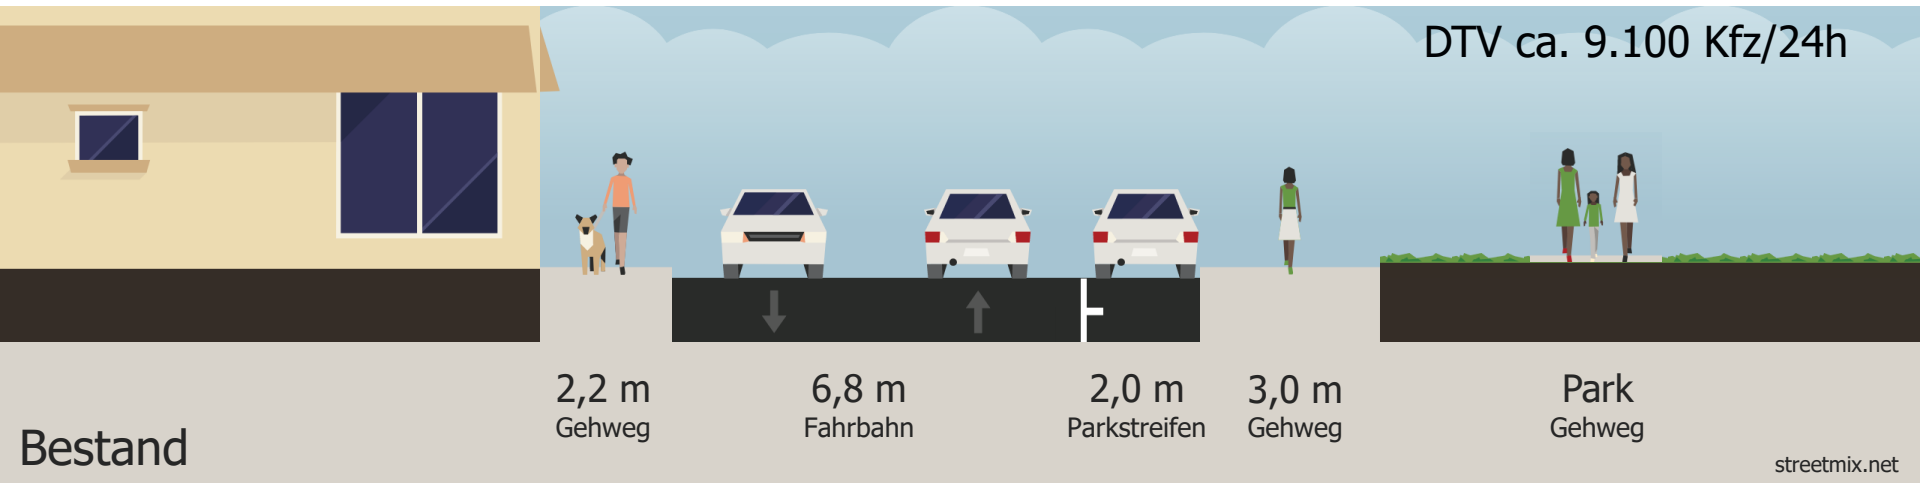 DTV ca. 9.100 Kfz/24h
2,2 m
Gehweg
6,8 m
Fahrbahn
2,0 m
Parkstreifen
3,0 m
Gehweg
Park
Gehweg
Bestand
streetmix.net